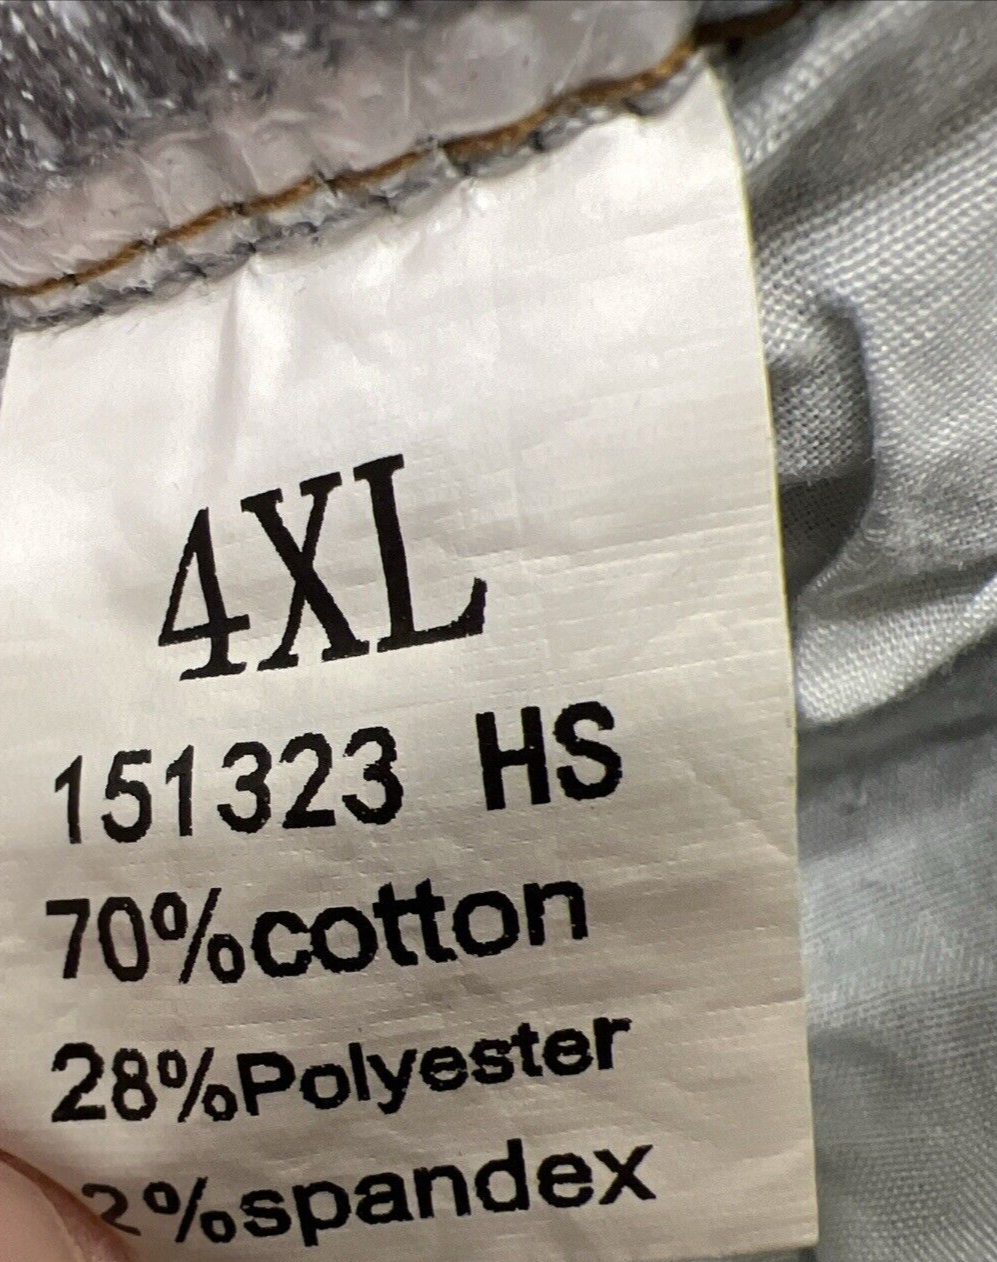 4XL
151323 HS
70%cotton
28%Polyester
2%spandex